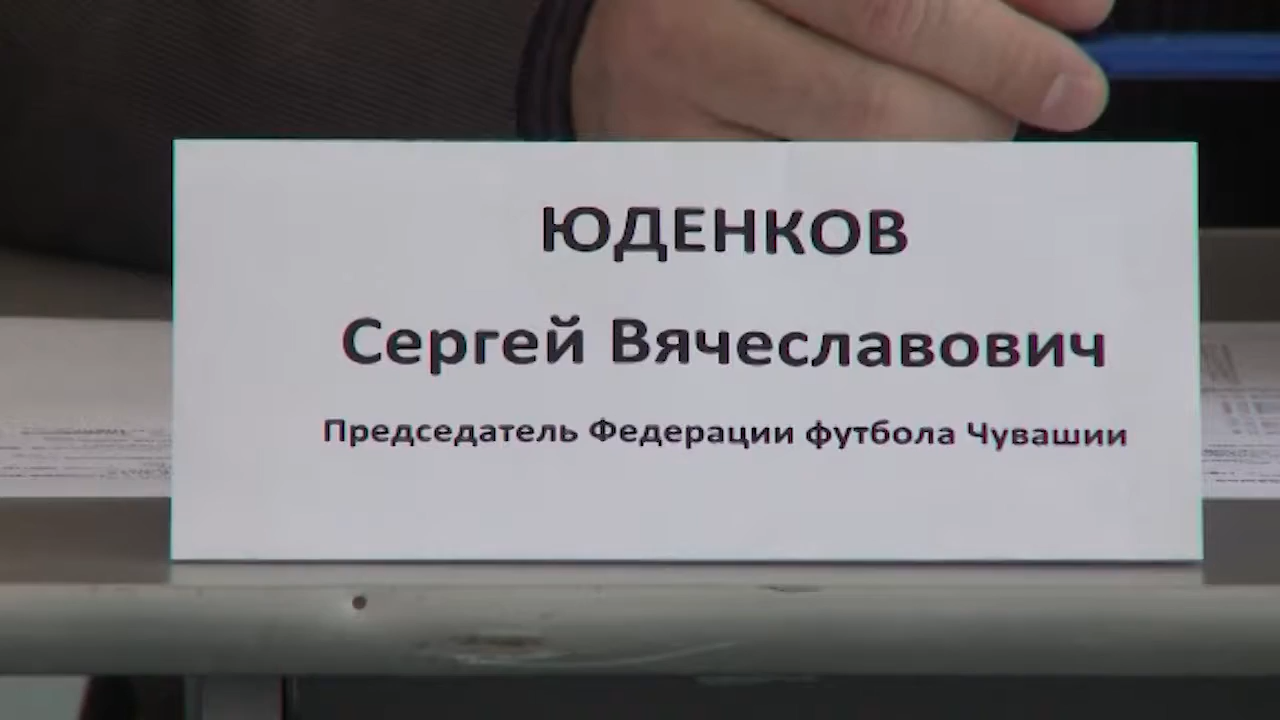 ЮДЕНКОВ
Сергей Вячеславович
Председатель Федерации футбола Чувашии